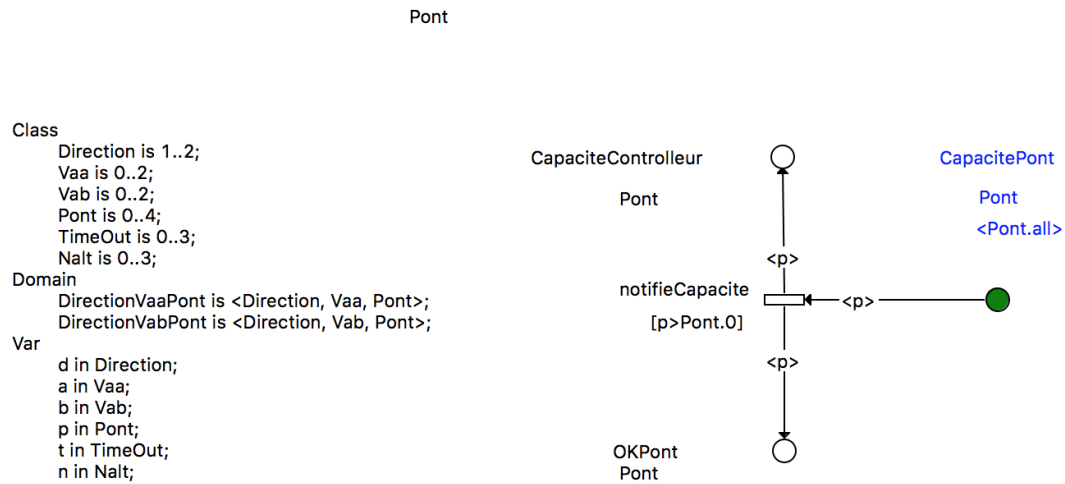 Pont
Class
Direction is 1..2;
Vaa is 0..2;
Vab is 0..2;
Pont is 0..4;
TimeOut is 0..3;
Nalt is 0..3;
Domain
DirectionVaaPont is <Direction, Vaa, Pont>;
DirectionVabPont is <Direction, Vab, Pont>;
Var
d in Direction;
a in Vaa;
b in Vab;
p in Pont;
t in TimeOut;
n in Nalt;
CapaciteControlleur
Pont
CapacitePont
Pont
<Pont.all>
<p>
notifieCapacite
<p>
[p>Pont.0]
<p>
OKPont
Pont